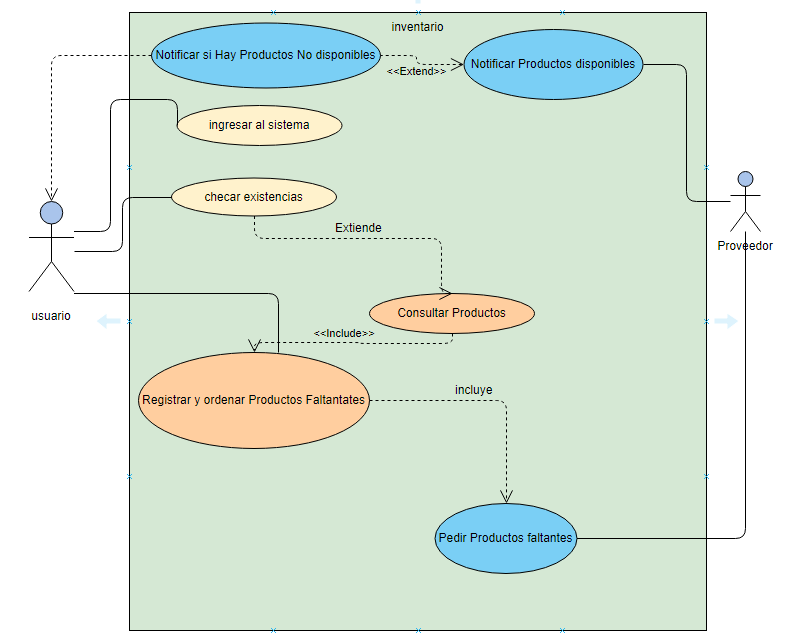 inventario
Notificar si Hay Productos No disponibles
<<Extend>>
Notificar Productos disponibles
ingresar al sistema
checar existencias
Extiende
Proveedor
usuario
Consultar Productos
<<Include>>
Registrar y ordenar Productos Faltantates
incluye
Pedir Productos faltantes